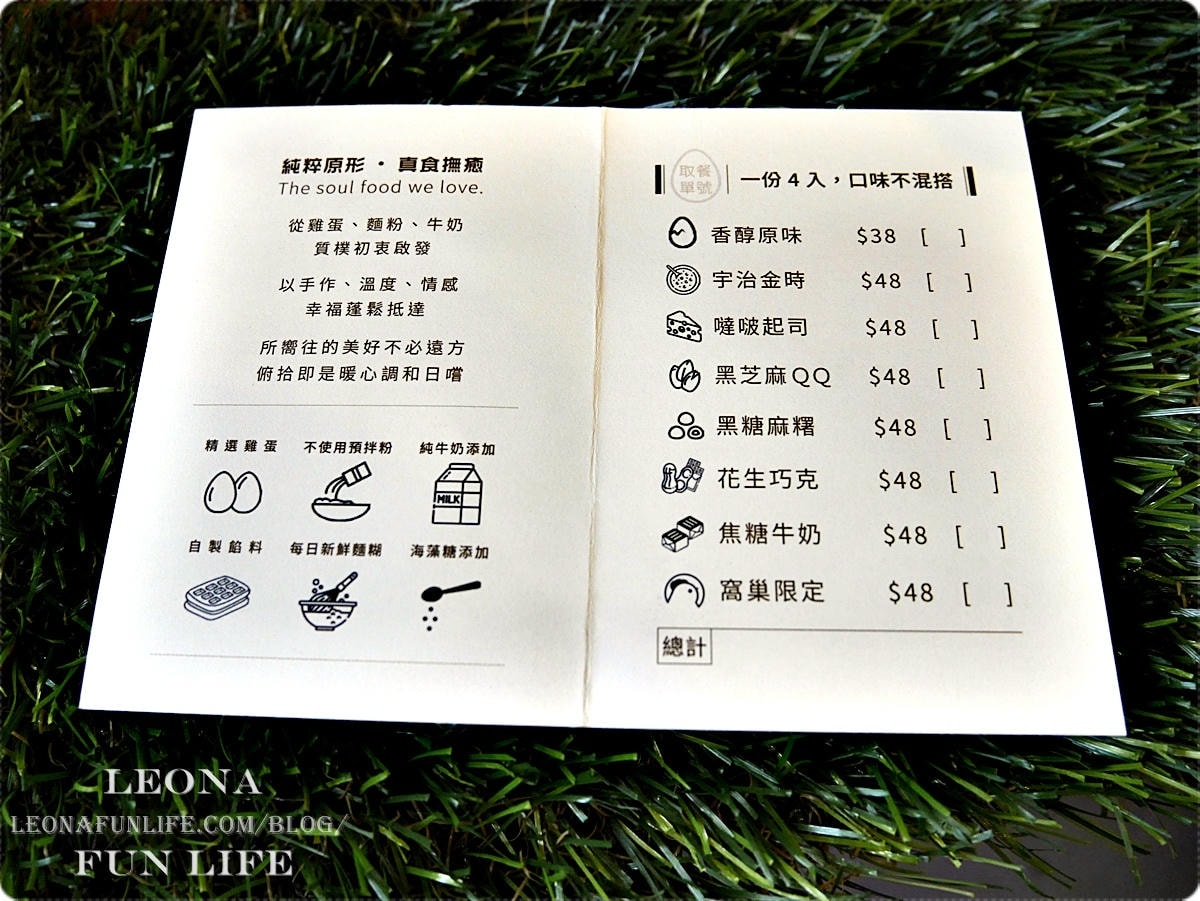 純粹原形 · 真食撫癒
The soul food we love.
從雞蛋、麵粉、牛奶
質樸初衷啟發
以手作、溫度、情感
幸福蓬鬆抵達
所嚮往的美好不必遠方
俯拾即是暖心調和日嚐
精選雞蛋 不使用預拌粉 純牛奶添加
MILK
自製餡料 每日新鮮麵糊 海藻糖添加
取餐
單號
一份 4 入，口味不混搭
香醇原味 $38 [ ]
宇治金時 $48 [ ]
噠啵起司 $48 [ ]
黑芝麻QQ $48 [ ]
黑糖麻糬 $48 [ ]
花生巧克 $48 [ ]
焦糖牛奶 $48 [ ]
窩巢限定 $48 [ ]
總計
LEONA
LEONAFUNLIFE.COM/BLOG/
FUN LIFE